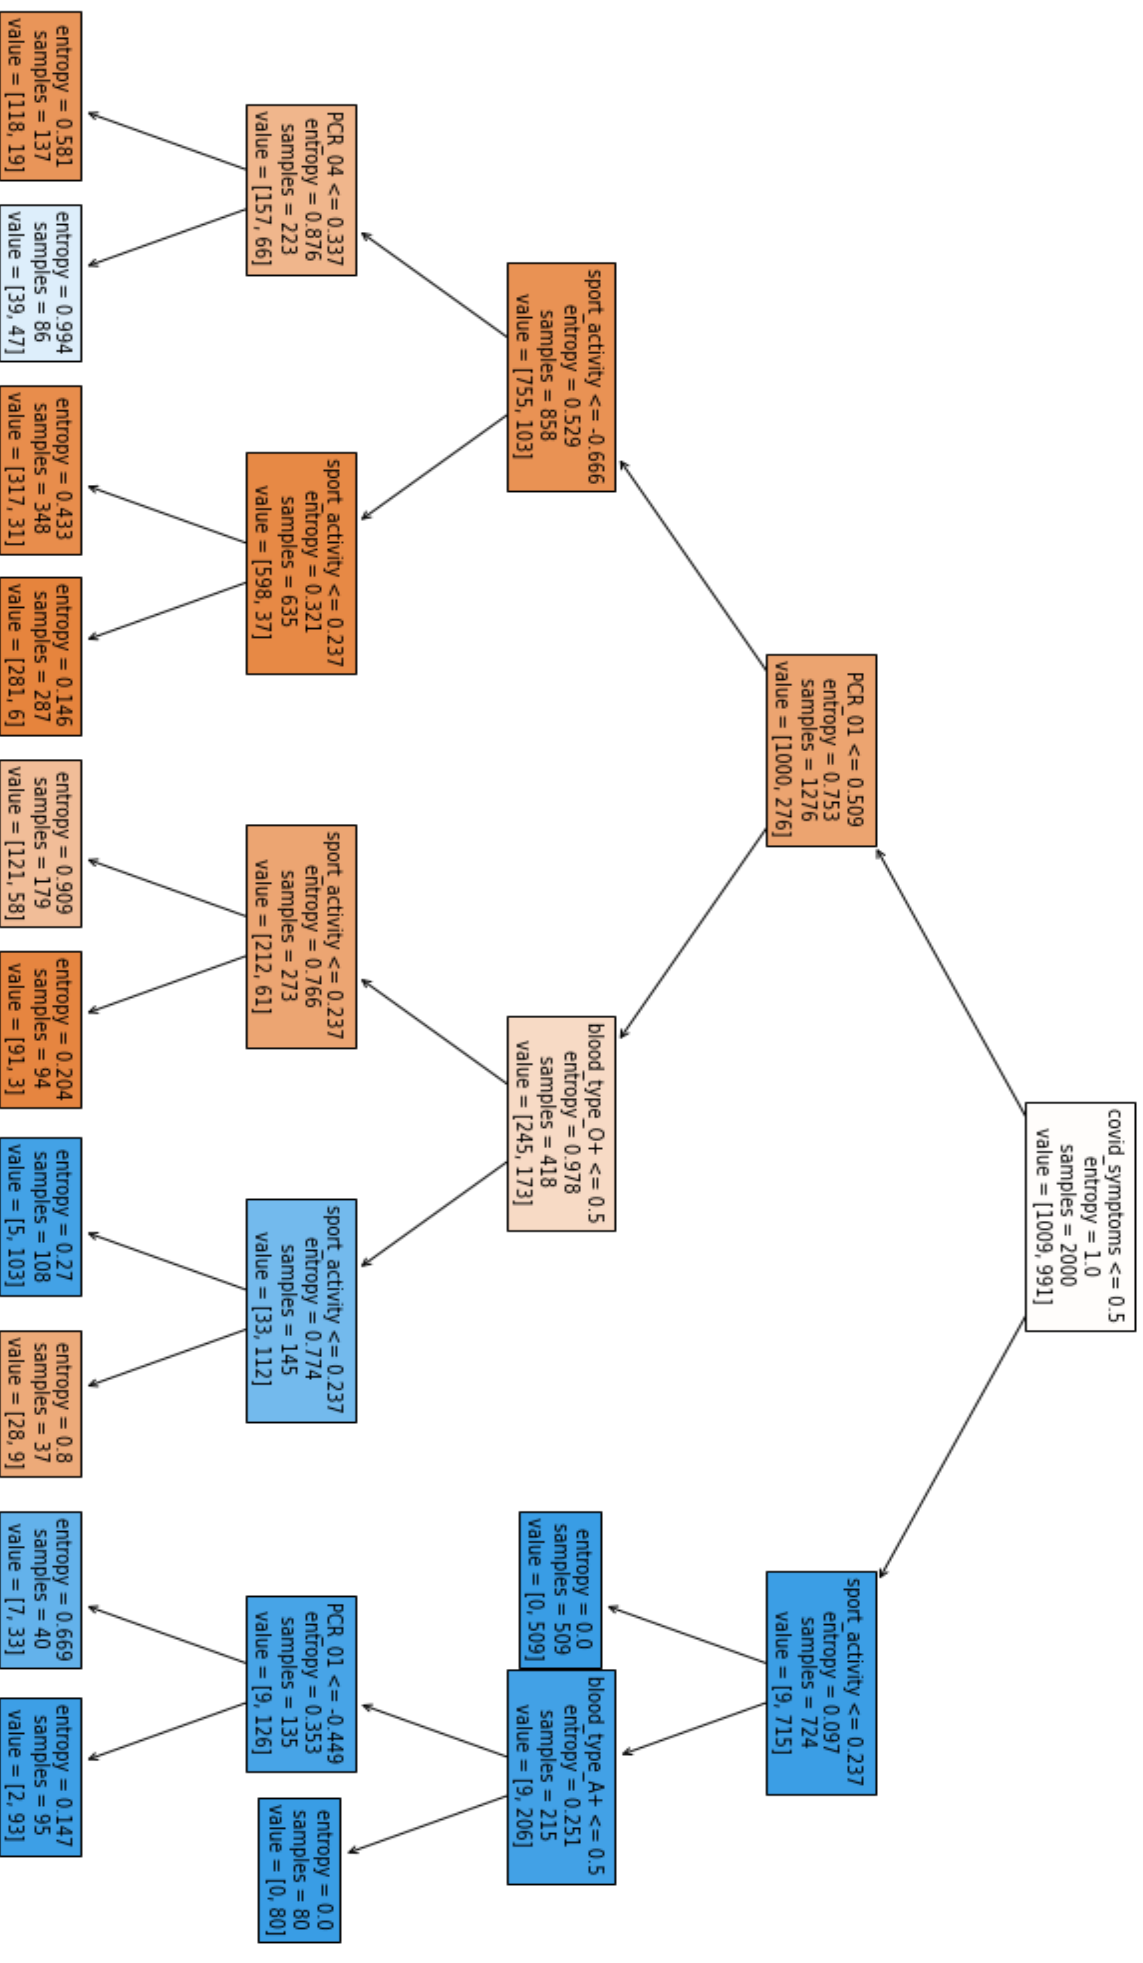 covid_symptoms <= 0.5
entropy = 1.0
samples = 2000
value = [1009, 991]
PCR_01 <= 0.509
entropy = 0.753
samples = 1276
value = [1000, 276]
sport_activity <= 0.237
entropy = 0.097
samples = 724
value = [9, 715]
sport_activity <= -0.666
entropy = 0.529
samples = 858
value = [755, 103]
blood_type_O+ <= 0.5
entropy = 0.978
samples = 418
value = [245, 173]
entropy = 0.0
samples = 509
value = [0, 509]
blood_type_A+ <= 0.5
entropy = 0.251
samples = 215
value = [9, 206]
PCR_04 <= 0.337
entropy = 0.876
samples = 223
value = [157, 66]
sport_activity <= 0.237
entropy = 0.321
samples = 635
value = [598, 37]
sport_activity <= 0.237
entropy = 0.766
samples = 273
value = [212, 61]
sport_activity <= 0.237
entropy = 0.774
samples = 145
value = [33, 112]
PCR_01 <= -0.449
entropy = 0.353
samples = 135
value = [9, 126]
entropy = 0.0
samples = 80
value = [0, 80]
entropy = 0.581
samples = 137
value = [118, 19]
entropy = 0.994
samples = 86
value = [39, 47]
entropy = 0.433
samples = 348
value = [317, 31]
entropy = 0.146
samples = 287
value = [281, 6]
entropy = 0.909
samples = 179
value = [121, 58]
entropy = 0.204
samples = 94
value = [91, 3]
entropy = 0.27
samples = 108
value = [5, 103]
entropy = 0.8
samples = 37
value = [28, 9]
entropy = 0.669
samples = 40
value = [7, 33]
entropy = 0.147
samples = 95
value = [2, 93]